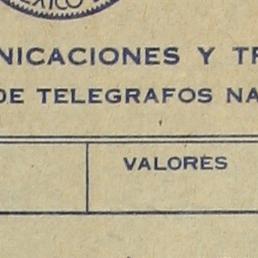 MEXICO
NICACIONES Y TR
DE TELEGRAFOS NA
VALORES